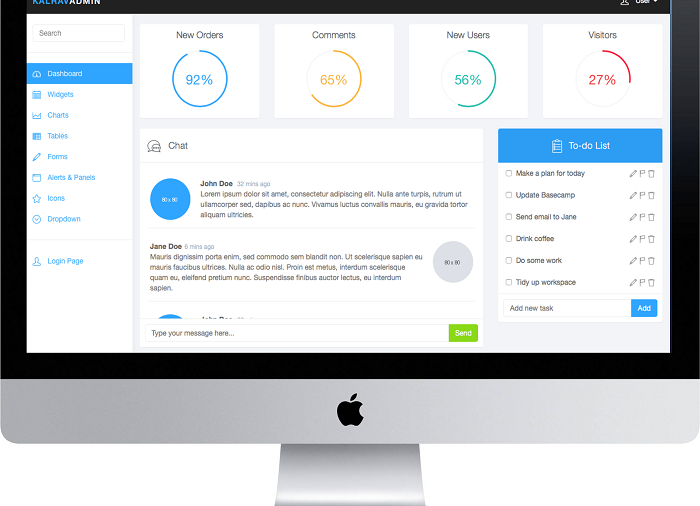 KALRAVADMIN
User
Search
Dashboard
Widgets
Charts
Tables
Forms
Alerts & Panels
Icons
Dropdown
Login Page
New Orders
92%
Comments
65%
New Users
56%
Visitors
27%
Chat
John Doe 32 mins ago
Lorem ipsum dolor sit amet, consectetur adipiscing elit. Nulla ante turpis, rutrum ut
ullamcorper sed, dapibus ac nunc. Vivamus luctus convallis mauris, eu gravida tortor
aliquam ultricies.
80 x 80
Jane Doe 6 mins ago
Mauris dignissim porta enim, sed commodo sem blandit non. Ut scelerisque sapien eu
mauris faucibus ultrices. Nulla ac odio nisl. Proin est metus, interdum scelerisque
quam eu, eleifend pretium nunc. Suspendisse finibus auctor lectus, eu interdum
sapien.
80 x 80
John Doe
Type your message here...
Send
To-do List
Make a plan for today
Update Basecamp
Send email to Jane
Drink coffee
Do some work
Tidy up workspace
Add new task
Add